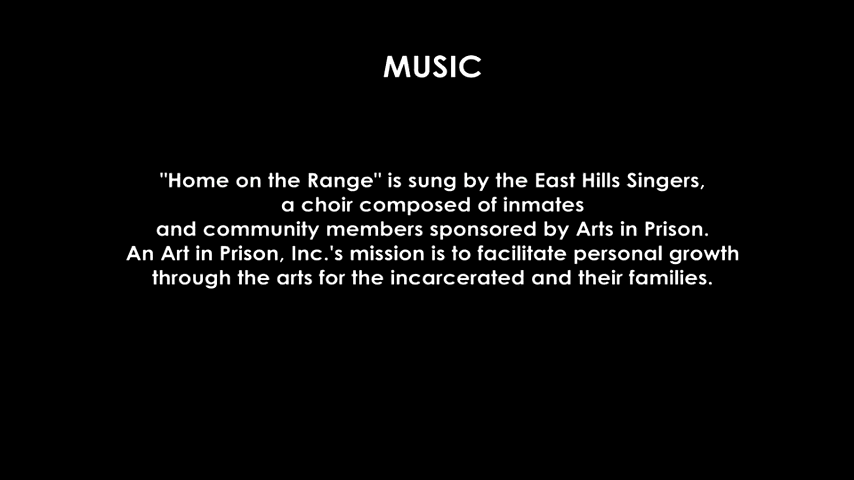 MUSIC
"Home on the Range" is sung by the East Hills Singers,
a choir composed of inmates
and community members sponsored by Arts in Prison.
An Art in Prison, Inc.'s mission is to facilitate personal growth
through the arts for the incarcerated and their families.